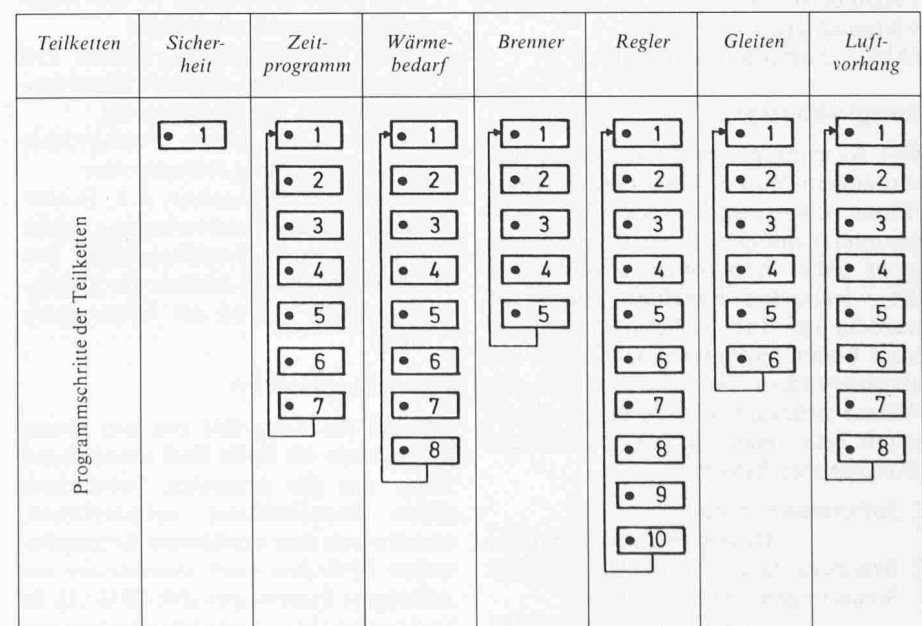 Teilketten
Sicher-
heit
Zeit-
programm
Wärme-
bedarf
Brenner
Regler
Gleiten
Luft-
vorhang
Programmschritte der Teilketten
1 1 1 1 1 1 1
2 2 2 2 2 2
3 3 3 3 3 3
4 4 4 4 4 4
5 5 5 5 5 5
6 6 6 6 6
7 7 7 7
8 8 8
9
10